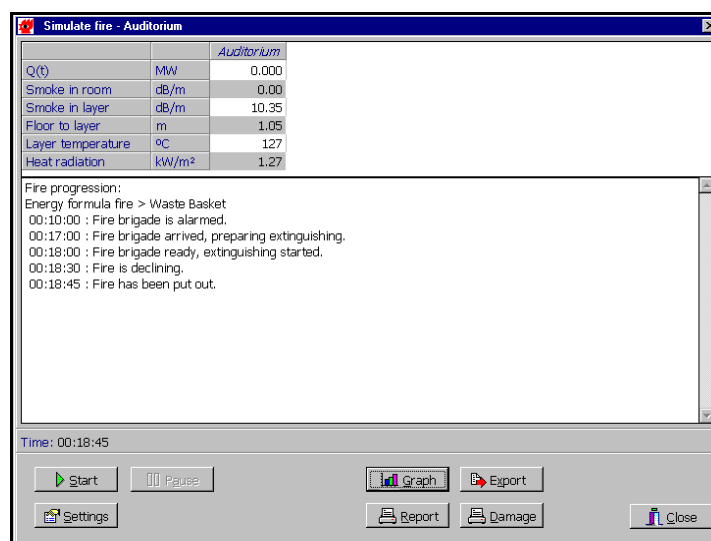 Simulate fire - Auditorium
Auditorium
Q(t) MW 0.000
Smoke in room dB/m 0.00
Smoke in layer dB/m 10.35
Floor to layer m 1.05
Layer temperature ºC 127
Heat radiation kW/m² 1.27
Fire progression:
Energy formula fire > Waste Basket
00:10:00 : Fire brigade is alarmed.
00:17:00 : Fire brigade arrived, preparing extinguishing.
00:18:00 : Fire brigade ready, extinguishing started.
00:18:30 : Fire is declining.
00:18:45 : Fire has been put out.
Time: 00:18:45
Start Pause Graph Export
Settings Report Damage Close